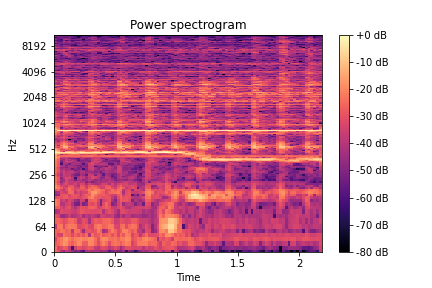 Power spectrogram
Hz
8192
4096
2048
1024
512
256
128
64
0
0
0.5
1
1.5
2
Time
+0 dB
-10 dB
-20 dB
-30 dB
-40 dB
-50 dB
-60 dB
-70 dB
-80 dB